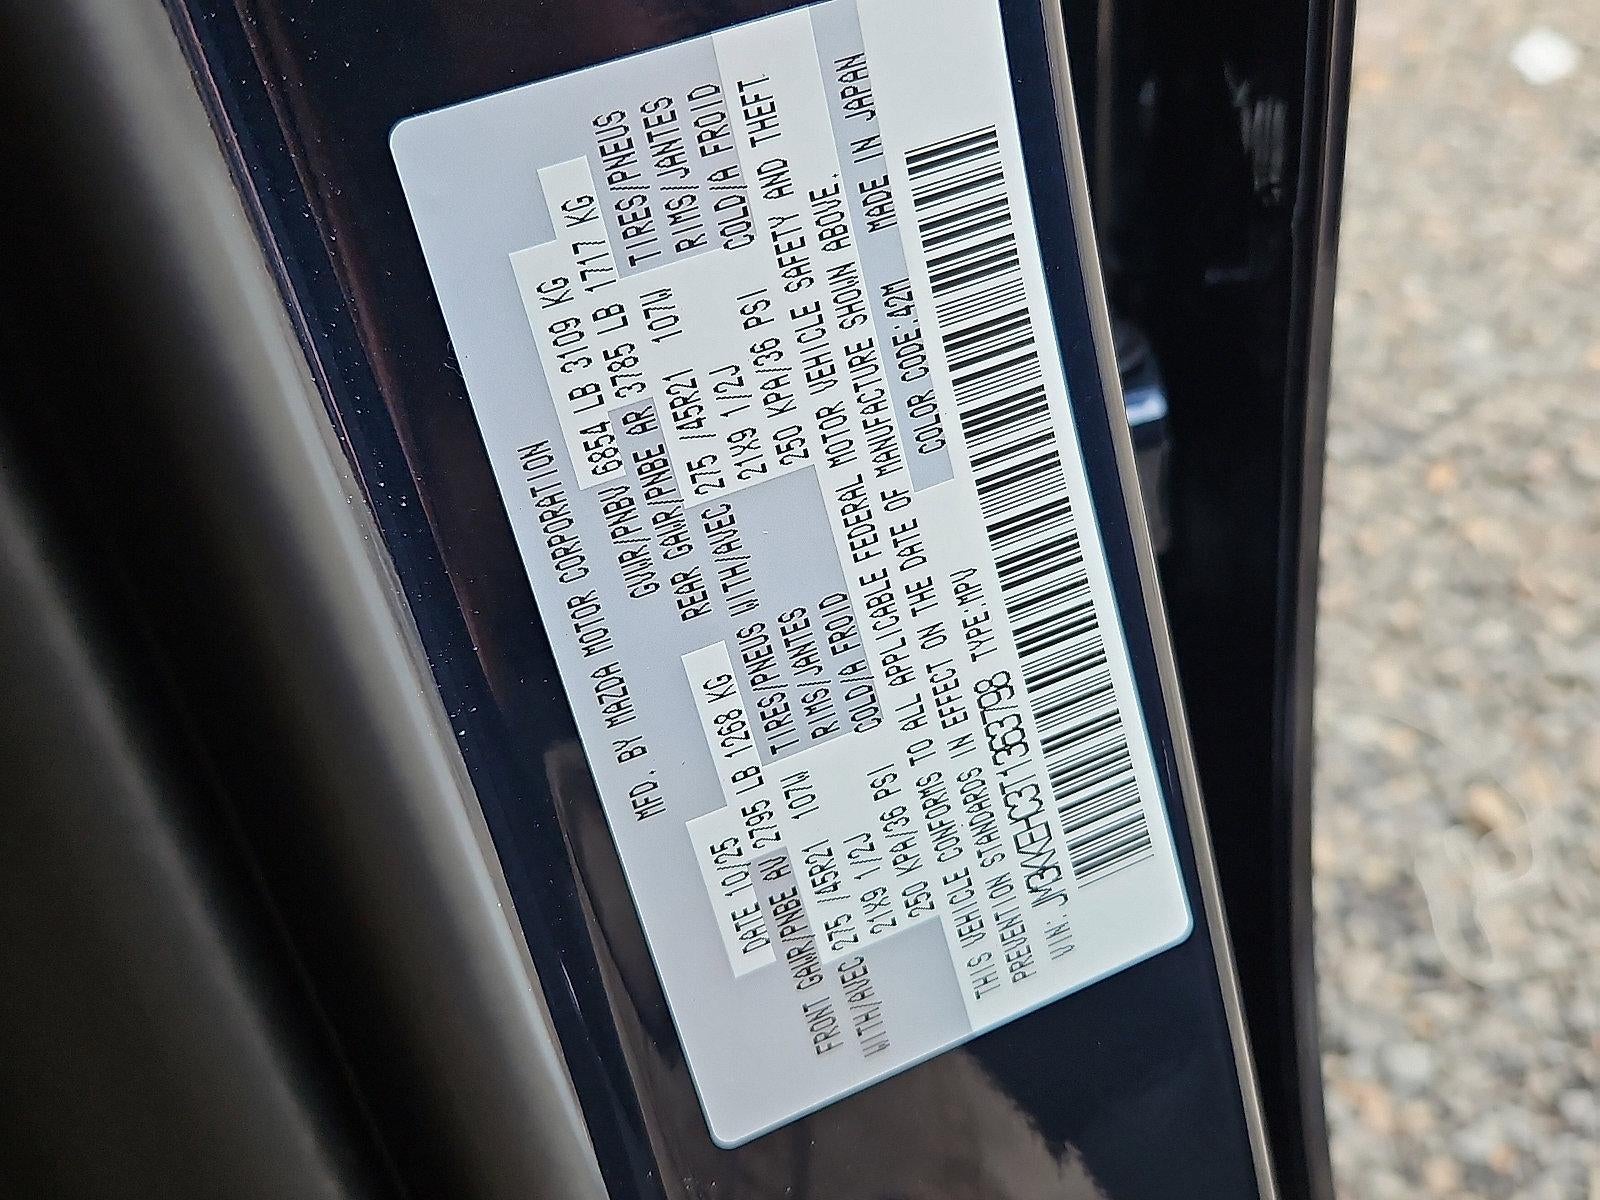 MFD. BY MAZDA MOTOR CORPORATION
DATE 10/25 GVWR/PNBV 6854 LB 3109 KG
FRONT GAWR/PNBE AV 2795 LB 1268 KG REAR GAWR/PNBE AR 3785 LB 1717 KG
WITH/AVEC 275 /45R21 107W TIRES/PNEUS WITH/AVEC 275 /45R21 107W TIRES/PNEUS
21X9 1/2J RIMS/JANTES 21X9 1/2J RIMS/JANTES
250 KPA/36 PSI COLD/A FROID 250 KPA/36 PSI COLD/A FROID
THIS VEHICLE CONFORMS TO ALL APPLICABLE FEDERAL MOTOR VEHICLE SAFETY AND THEFT
PREVENTION STANDARDS IN EFFECT ON THE DATE OF MANUFACTURE SHOWN ABOVE.
VIN: JM3KKEHC3T1363798 TYPE:MPV COLOR CODE:42M MADE IN JAPAN